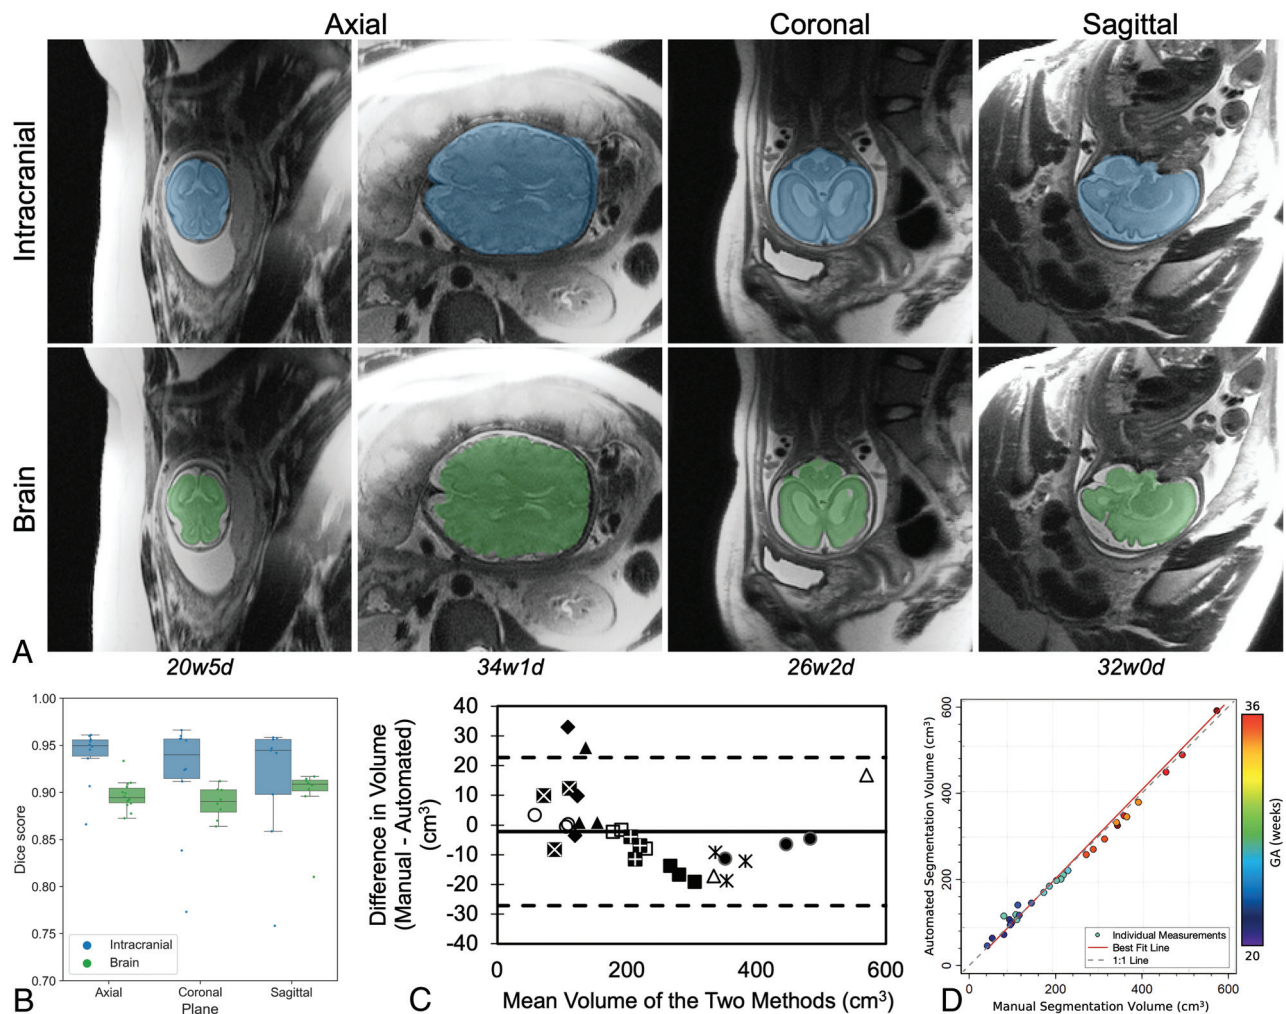 Axial Coronal Sagittal
Intracranial
Brain
A
20w5d 34w1d 26w2d 32w0d
1.00
0.95
0.90
0.85
0.80
0.75
0.70
Dice score
Intracranial
Brain
Axial Coronal Sagittal
Plane
B
Difference in Volume
(Manual - Automated)
(cm³)
40
30
20
10
0
-10
-20
-30
-40
0 200 400 600
Mean Volume of the Two Methods (cm³)
C
Automated Segmentation Volume (cm³)
600
400
200
0
Individual Measurements
Best Fit Line
1:1 Line
0 200 400 600
Manual Segmentation Volume (cm³)
D
36
GA (weeks)
20